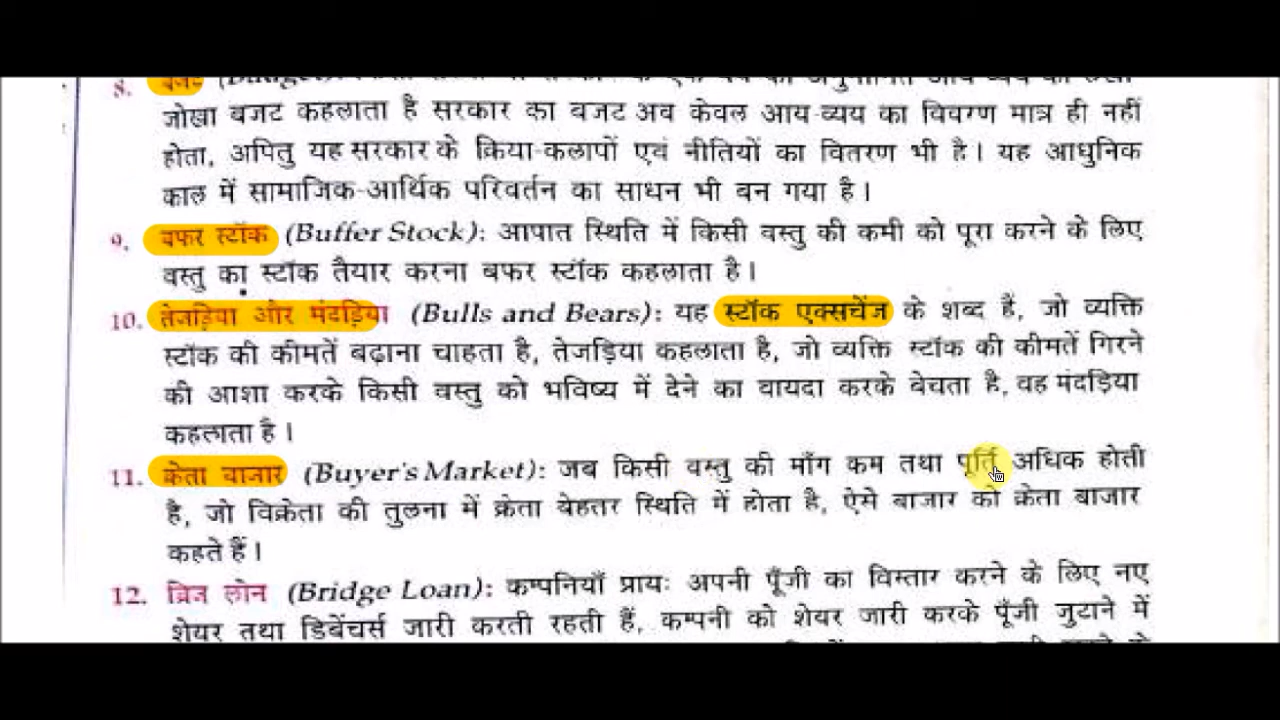 8. बजट
जोखा बजट कहलाता है सरकार का बजट अब केवल आय-व्यय का विवरण मात्र ही नहीं
होता, अपितु यह सरकार के क्रिया-कलापों एवं नीतियों का वितरण भी है। यह आधुनिक
काल में सामाजिक-आर्थिक परिवर्तन का साधन भी बन गया है।
9. बफर स्टॉक (Buffer Stock): आपात स्थिति में किसी वस्तु की कमी को पूरा करने के लिए
वस्तु का स्टॉक तैयार करना बफर स्टॉक कहलाता है।
10. तेजड़िया और मंदड़िया (Bulls and Bears): यह स्टॉक एक्सचेंज के शब्द हैं, जो व्यक्ति
स्टॉक की कीमतें बढ़ाना चाहता है, तेजड़िया कहलाता है, जो व्यक्ति स्टॉक की कीमतें गिरने
की आशा करके किसी वस्तु को भविष्य में देने का वायदा करके बेचता है, वह मंदड़िया
कहलाता है।
11. क्रेता बाजार (Buyer's Market): जब किसी वस्तु की माँग कम तथा पूर्ति अधिक होती
है, जो विक्रेता की तुलना में क्रेता बेहतर स्थिति में होता है, ऐसे बाजार को क्रेता बाजार
कहते हैं।
12. ब्रिज लोन (Bridge Loan): कम्पनियाँ प्रायः अपनी पूँजी का विस्तार करने के लिए नए
शेयर तथा डिबेंचर्स जारी करती रहती हैं, कम्पनी को शेयर जारी करके पूँजी जुटाने में